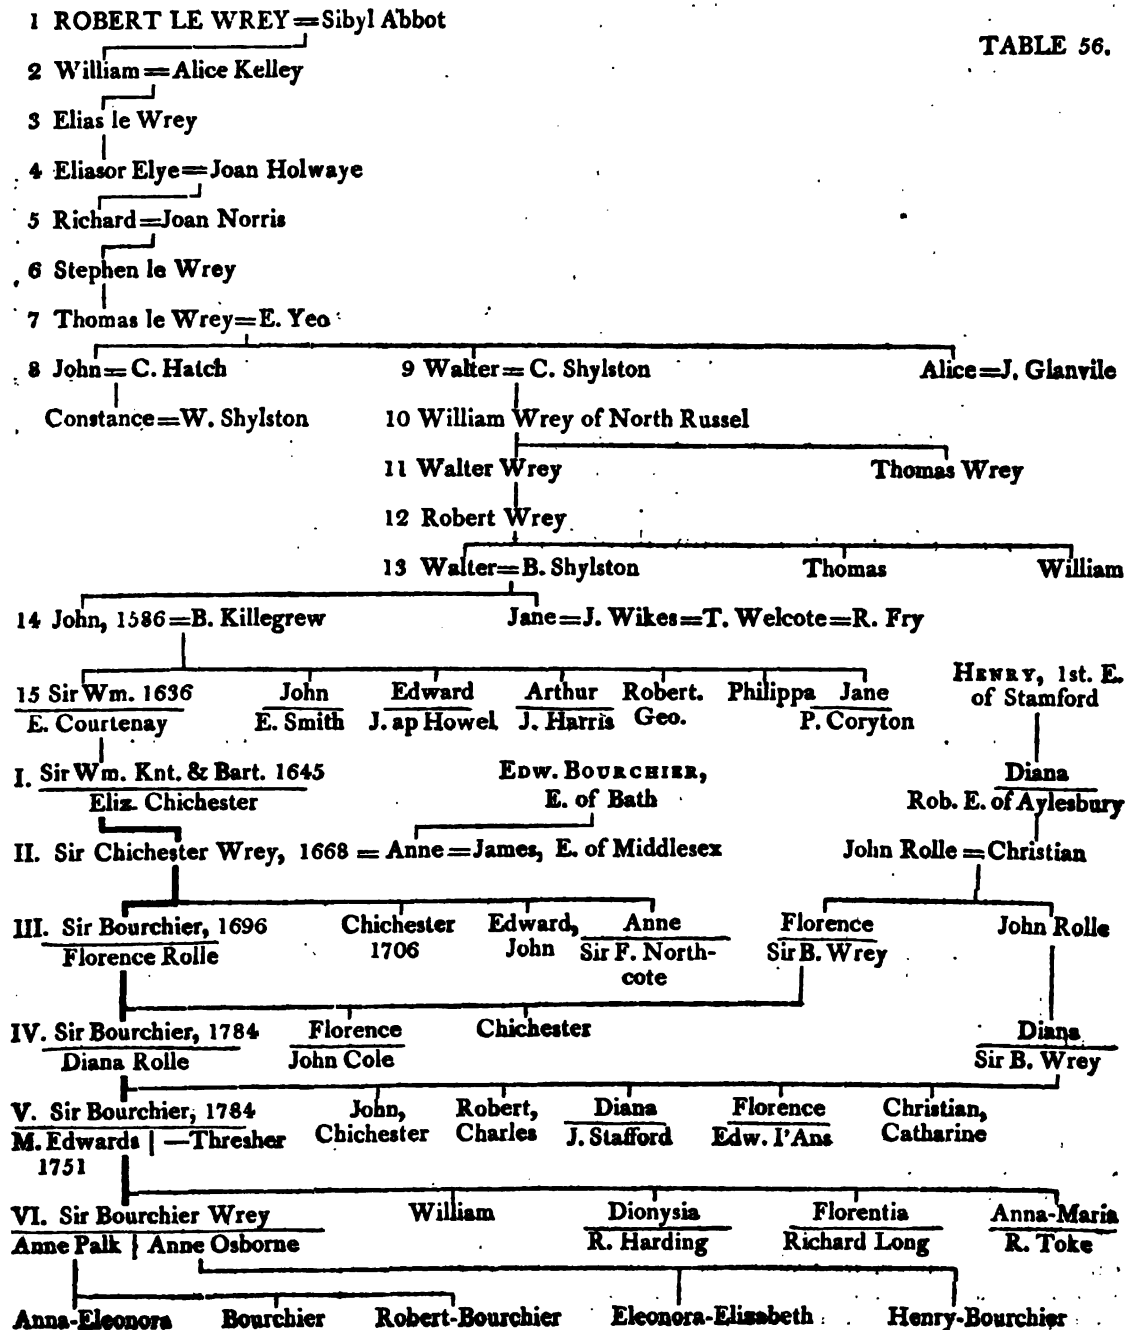 TABLE 56.
1 ROBERT LE WREY=Sibyl Abbot
2 William=Alice Kelley
3 Elias le Wrey
4 Eliasor Elye=Joan Holwaye
5 Richard=Joan Norris
6 Stephen le Wrey
7 Thomas le Wrey=E. Yeo
8 John=C. Hatch 9 Walter=C. Shylston Alice=J. Glanvile
Constance=W. Shylston 10 William Wrey of North Russel
11 Walter Wrey Thomas Wrey
12 Robert Wrey
13 Walter=B. Shylston Thomas William
14 John, 1586=B. Killegrew Jane=J. Wikes=T. Welcote=R. Fry
HENRY, 1st. E.
15 Sir Wm. 1636 John Edward Arthur Robert. Philippa Jane of Stamford
E. Courtenay E. Smith J. ap Howel J. Harris Geo. P. Coryton
I. Sir Wm. Knt. & Bart. 1645 EDW. BOURCHIER, Diana
Eliz. Chichester E. of Bath Rob. E. of Aylesbury
II. Sir Chichester Wrey, 1668 = Anne=James, E. of Middlesex John Rolle=Christian
III. Sir Bourchier, 1696 Chichester Edward, Anne Florence John Rolle
Florence Rolle 1706 John Sir F. North- Sir B. Wrey
cote
IV. Sir Bourchier, 1784 Florence Chichester Diana
Diana Rolle John Cole Sir B. Wrey
V. Sir Bourchier, 1784 John, Robert, Diana Florence Christian,
M. Edwards | —Thresher Chichester Charles J. Stafford Edw. I'Ans Catharine
1751
VI. Sir Bourchier Wrey William Dionysia Florentia Anna-Maria
Anne Palk } Anne Osborne R. Harding Richard Long R. Toke
Anna-Eleonora Bourchier Robert-Bourchier Eleonora-Elisabeth Henry-Bourchier